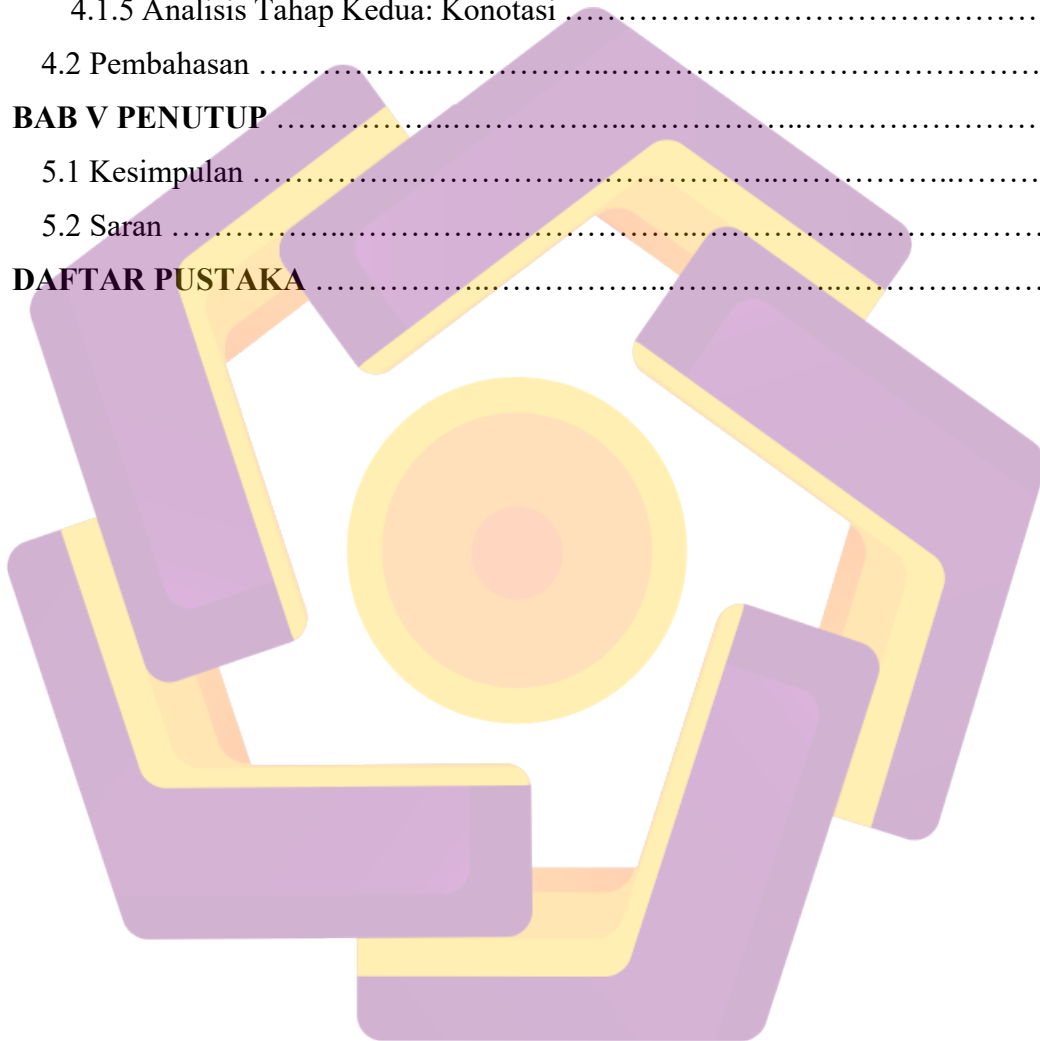 4.1.5 Analisis Tahap Kedua: Konotasi ……………..……………………………
4.2 Pembahasan ……………..……………..……………..……………………
BAB V PENUTUP ……………..……………..……………..…………………
5.1 Kesimpulan ……………..……………..……………..……………..……
5.2 Saran ……………..……………..……………..……………..……………
DAFTAR PUSTAKA ……………..……………..……………..………………